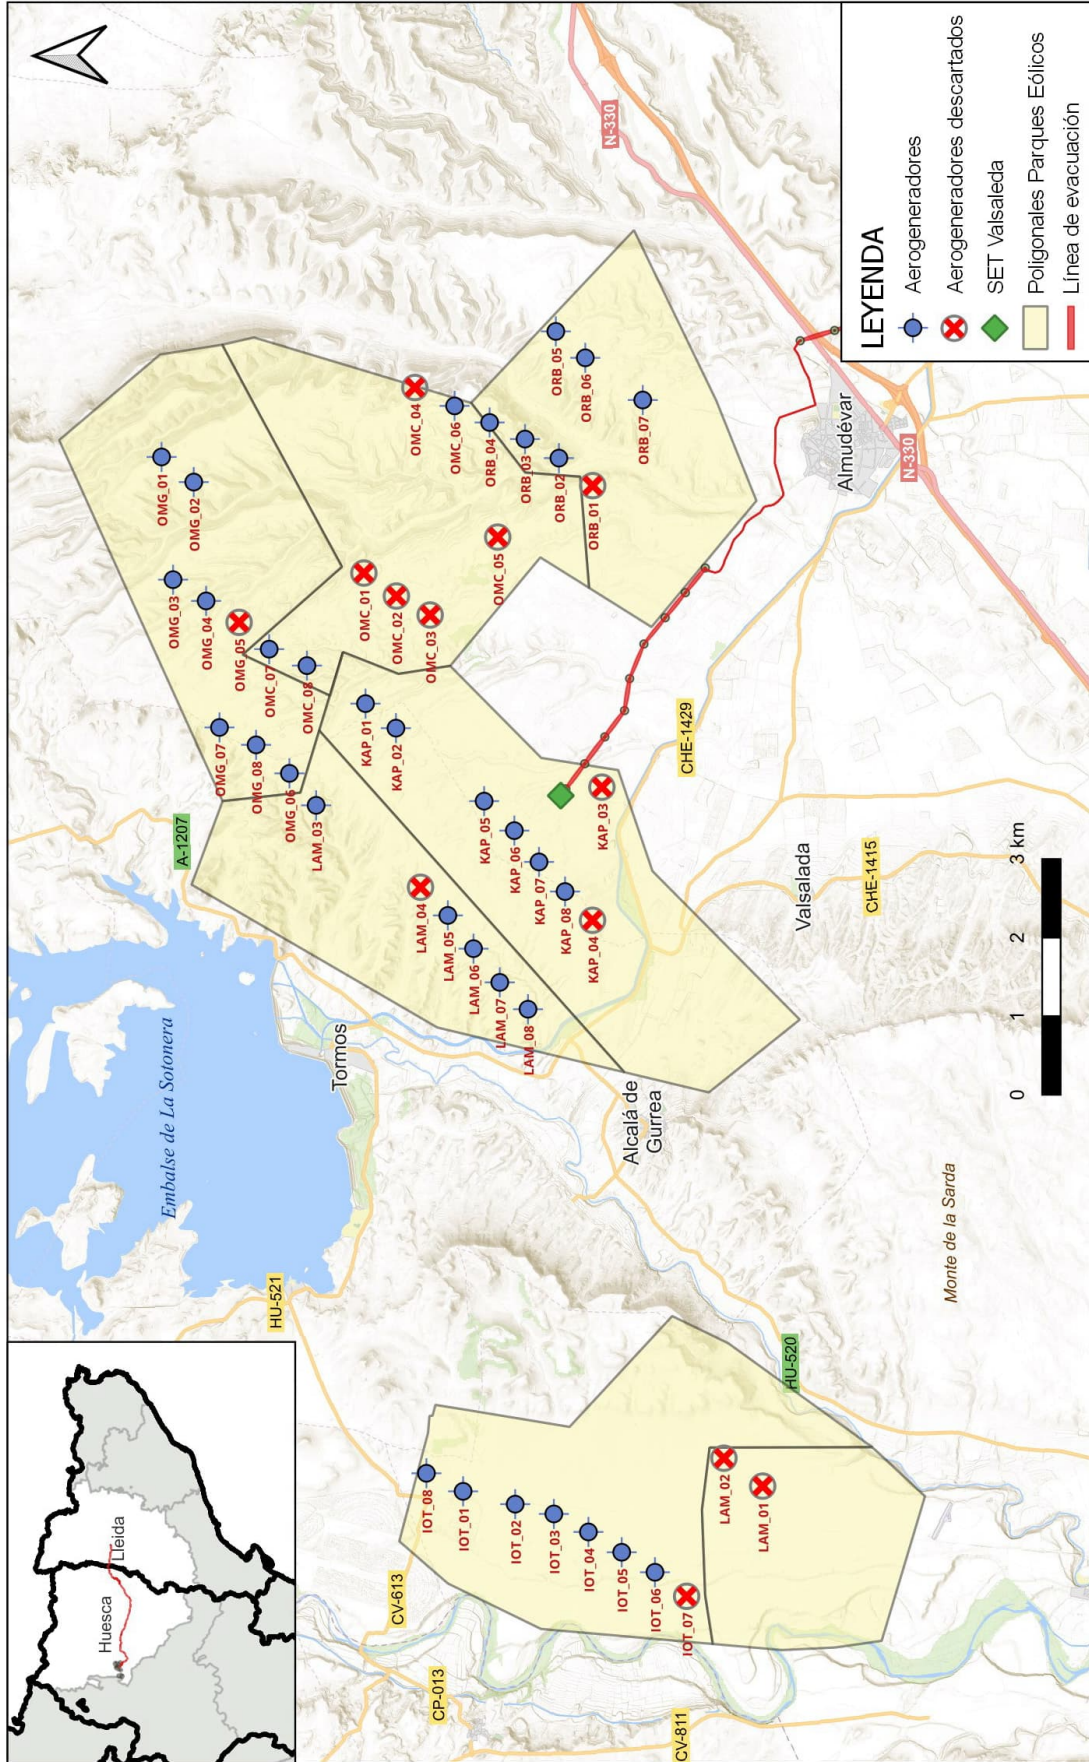 Huesca
Lleida
Embalse de La Sotonera
A-1207
HU-521
Tormos
CV-613
CP-013
CV-811
Alcalá de
Gurrea
HU-520
Monte de la Sarda
Valsalada
CHE-1415
CHE-1429
Almudévar
N-330
N-330
IOT_08
IOT_01
IOT_02
IOT_03
IOT_04
IOT_05
IOT_06
IOT_07
LAM_02
LAM_01
LAM_03
LAM_04
LAM_05
LAM_06
LAM_07
LAM_08
KAP_01
KAP_02
KAP_05
KAP_06
KAP_07
KAP_08
KAP_03
KAP_04
OMG_01
OMG_02
OMG_03
OMG_04
OMG_05
OMG_07
OMG_08
OMG_06
OMC_07
OMC_08
OMC_01
OMC_02
OMC_03
OMC_05
OMC_04
OMC_06
ORB_04
ORB_03
ORB_02
ORB_01
ORB_05
ORB_06
ORB_07
0 1 2 3 km
LEYENDA
Aerogeneradores
Aerogeneradores descartados
SET Valsaleda
Poligonales Parques Eólicos
Línea de evacuación